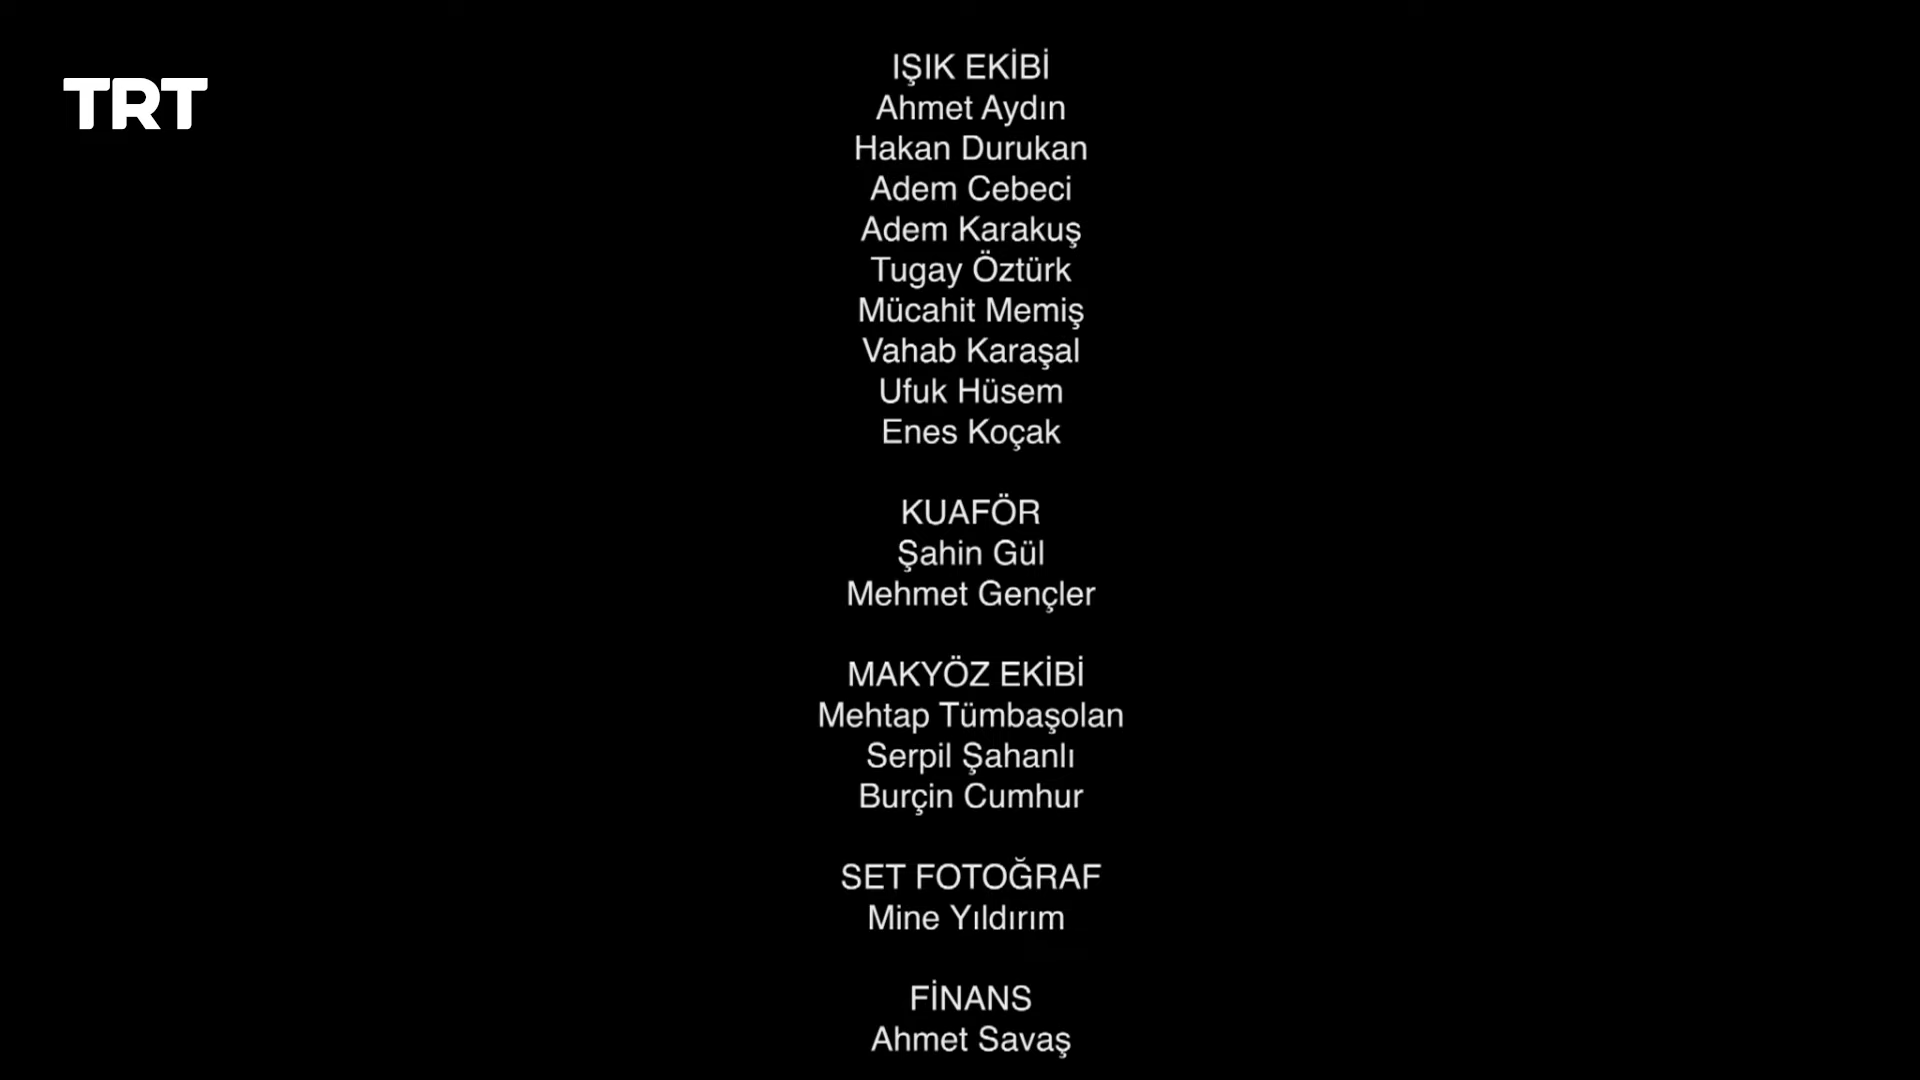 TRT
IŞIK EKİBİ
Ahmet Aydın
Hakan Durukan
Adem Cebeci
Adem Karakuş
Tugay Öztürk
Mücahit Memiş
Vahab Karaşal
Ufuk Hüsem
Enes Koçak
KUAFÖR
Şahin Gül
Mehmet Gençler
MAKYÖZ EKİBİ
Mehtap Tümbaşolan
Serpil Şahanlı
Burçin Cumhur
SET FOTOĞRAF
Mine Yıldırım
FİNANS
Ahmet Savaş